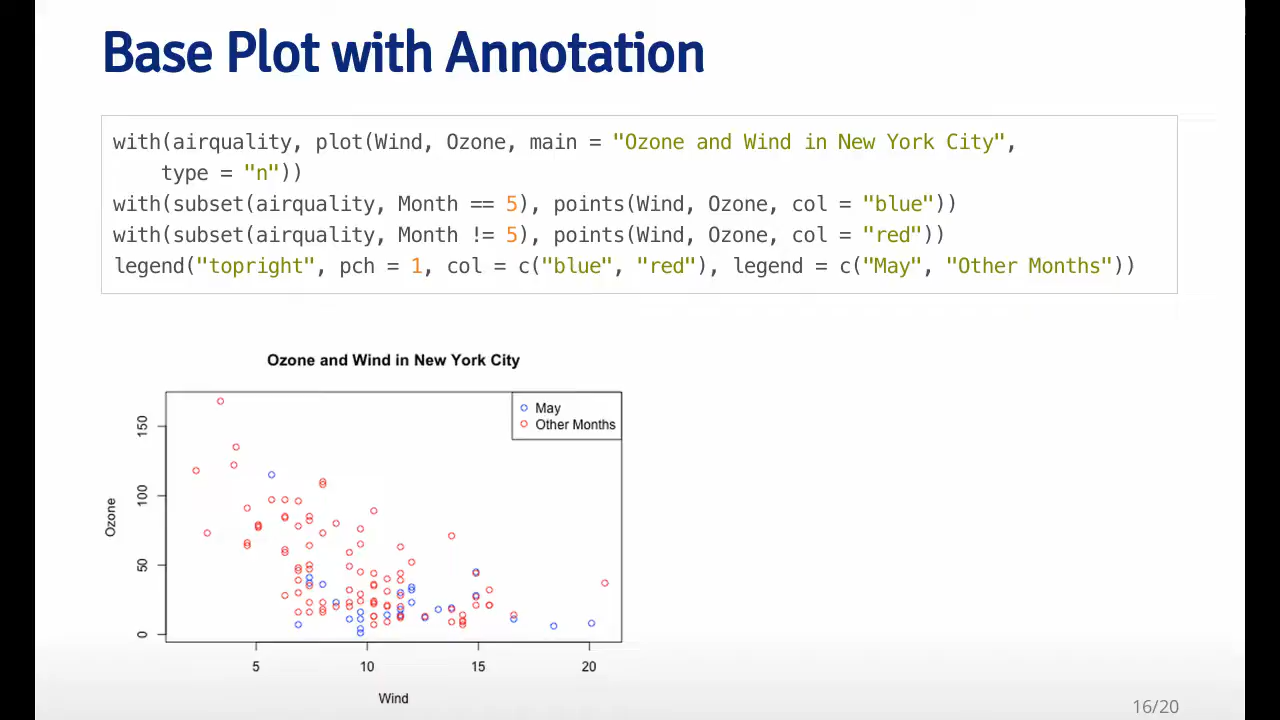 Base Plot with Annotation
with(airquality, plot(Wind, Ozone, main = "Ozone and Wind in New York City",
    type = "n"))
with(subset(airquality, Month == 5), points(Wind, Ozone, col = "blue"))
with(subset(airquality, Month != 5), points(Wind, Ozone, col = "red"))
legend("topright", pch = 1, col = c("blue", "red"), legend = c("May", "Other Months"))
Ozone and Wind in New York City
May
Other Months
150
100
50
0
Ozone
5 10 15 20
Wind
16/20